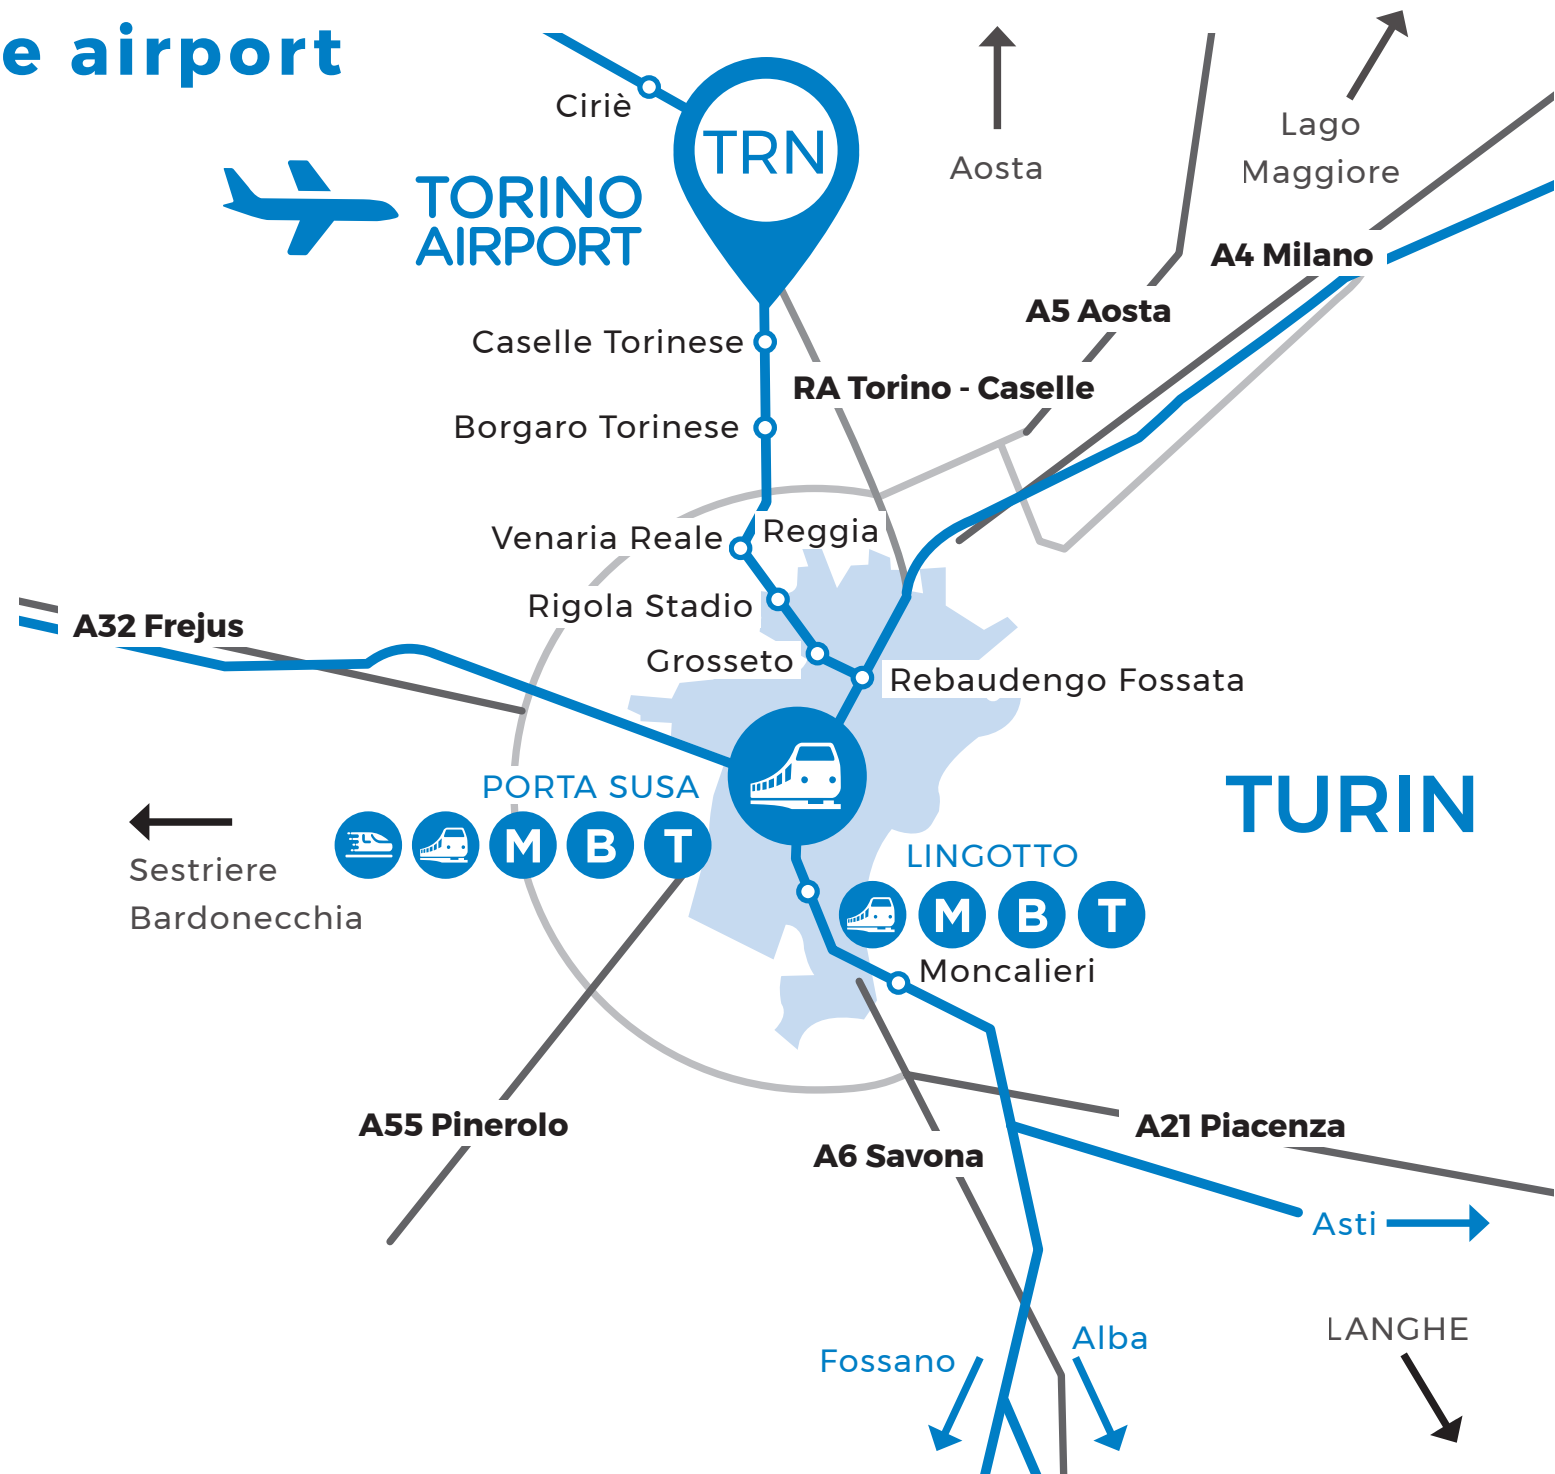 e airport
Ciriè
TRN
Aosta
Lago
Maggiore
TORINO
AIRPORT
A4 Milano
A5 Aosta
Caselle Torinese
RA Torino - Caselle
Borgaro Torinese
Venaria Reale
Reggia
Rigola Stadio
A32 Frejus
Grosseto
Rebaudengo Fossata
PORTA SUSA
TURIN
M B T
Sestriere
Bardonecchia
LINGOTTO
M B T
Moncalieri
A55 Pinerolo
A21 Piacenza
A6 Savona
Asti
LANGHE
Alba
Fossano